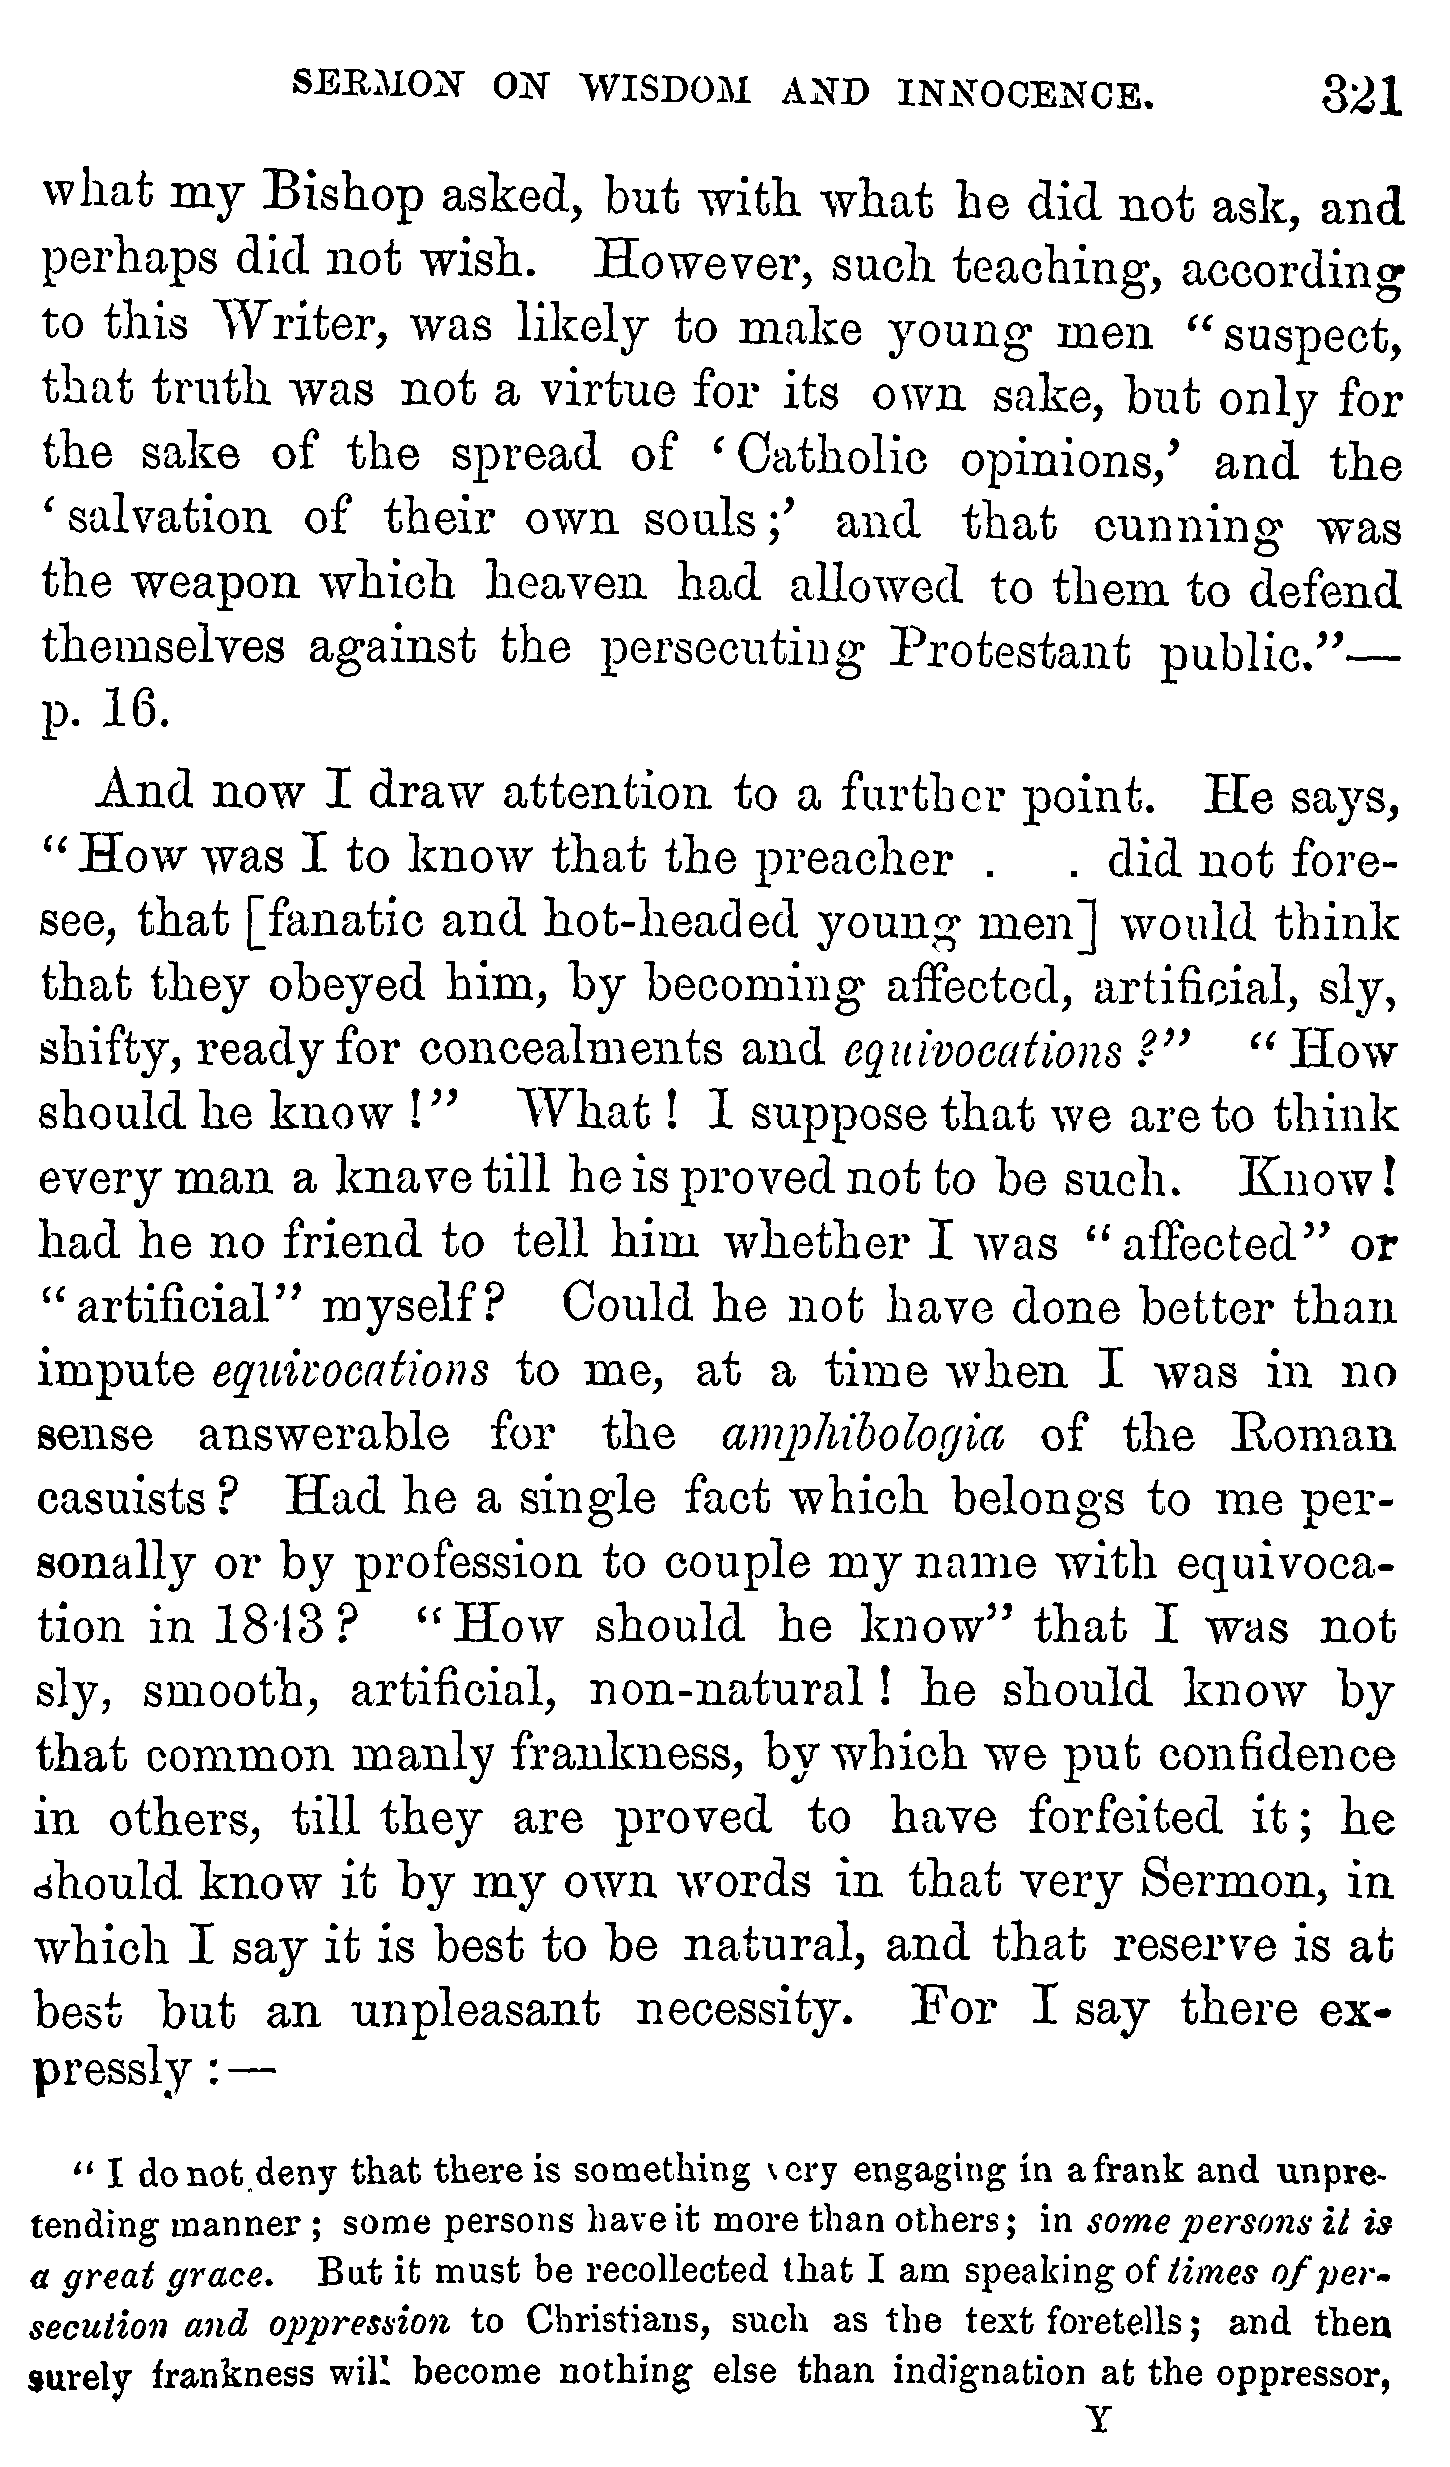 SERMON ON WISDOM AND INNOCENCE. 321
what my Bishop asked, but with what he did not ask, and
perhaps did not wish. However, such teaching, according
to this Writer, was likely to make young men “suspect,
that truth was not a virtue for its own sake, but only for
the sake of the spread of ‘Catholic opinions,’ and the
‘salvation of their own souls;’ and that cunning was
the weapon which heaven had allowed to them to defend
themselves against the persecuting Protestant public.”—
p. 16.
And now I draw attention to a further point. He says,
“How was I to know that the preacher . . did not fore-
see, that [fanatic and hot-headed young men] would think
that they obeyed him, by becoming affected, artificial, sly,
shifty, ready for concealments and equivocations?” “How
should he know!” What! I suppose that we are to think
every man a knave till he is proved not to be such. Know!
had he no friend to tell him whether I was “affected” or
“artificial” myself? Could he not have done better than
impute equivocations to me, at a time when I was in no
sense answerable for the amphibologia of the Roman
casuists? Had he a single fact which belongs to me per-
sonally or by profession to couple my name with equivoca-
tion in 1843? “How should he know” that I was not
sly, smooth, artificial, non-natural! he should know by
that common manly frankness, by which we put confidence
in others, till they are proved to have forfeited it; he
should know it by my own words in that very Sermon, in
which I say it is best to be natural, and that reserve is at
best but an unpleasant necessity. For I say there ex-
pressly:—
“I do not deny that there is something very engaging in a frank and unpre-
tending manner; some persons have it more than others; in some persons it is
a great grace. But it must be recollected that I am speaking of times of per-
secution and oppression to Christians, such as the text foretells; and then
surely frankness will become nothing else than indignation at the oppressor,
Y